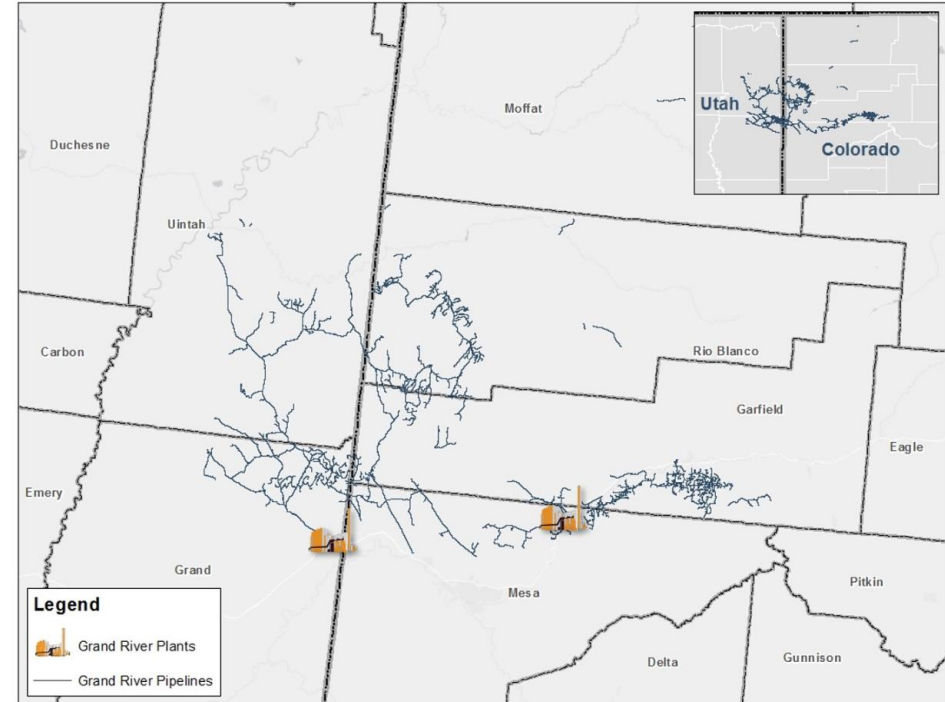 Moffat
Utah
Colorado
Duchesne
Uintah
Carbon
Rio Blanco
Garfield
Eagle
Emery
Grand
Mesa
Pitkin
Delta
Gunnison
Legend
Grand River Plants
Grand River Pipelines